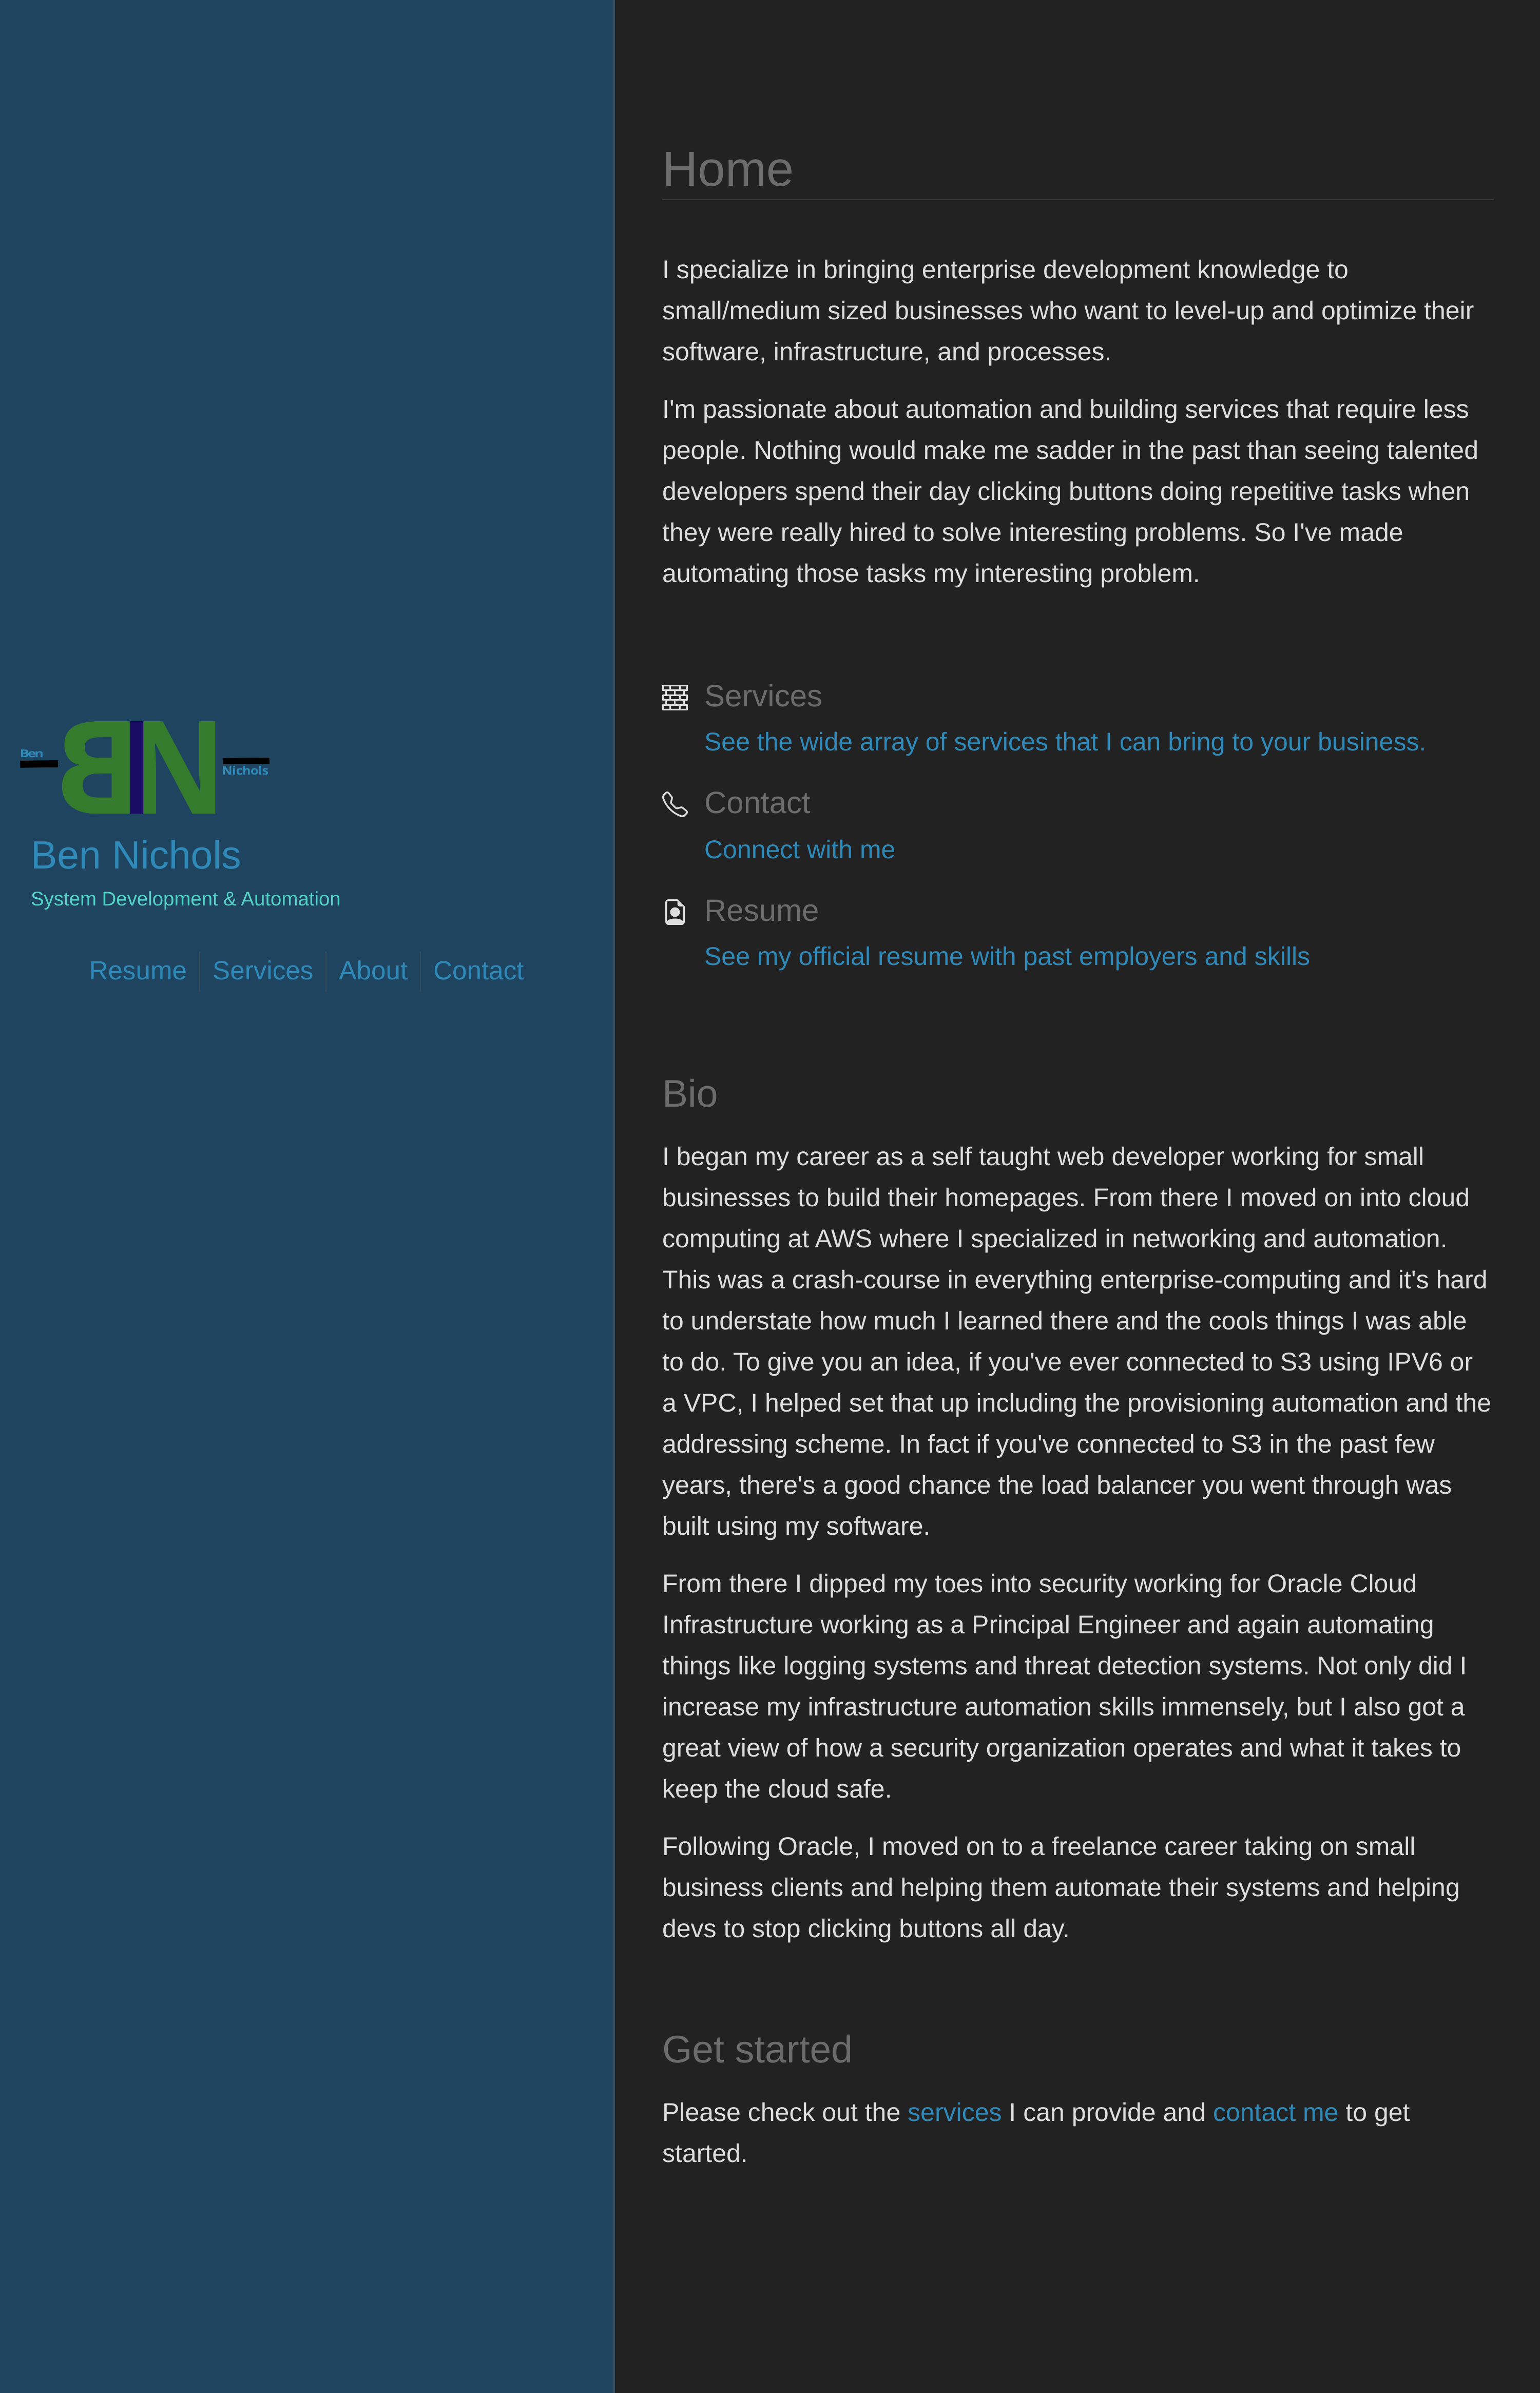 Ben
BN
Nichols
Ben Nichols
System Development & Automation
Resume
Services
About
Contact
Home
I specialize in bringing enterprise development knowledge to
small/medium sized businesses who want to level-up and optimize their
software, infrastructure, and processes.
I'm passionate about automation and building services that require less
people. Nothing would make me sadder in the past than seeing talented
developers spend their day clicking buttons doing repetitive tasks when
they were really hired to solve interesting problems. So I've made
automating those tasks my interesting problem.
Services
See the wide array of services that I can bring to your business.
Contact
Connect with me
Resume
See my official resume with past employers and skills
Bio
I began my career as a self taught web developer working for small
businesses to build their homepages. From there I moved on into cloud
computing at AWS where I specialized in networking and automation.
This was a crash-course in everything enterprise-computing and it's hard
to understate how much I learned there and the cools things I was able
to do. To give you an idea, if you've ever connected to S3 using IPV6 or
a VPC, I helped set that up including the provisioning automation and the
addressing scheme. In fact if you've connected to S3 in the past few
years, there's a good chance the load balancer you went through was
built using my software.
From there I dipped my toes into security working for Oracle Cloud
Infrastructure working as a Principal Engineer and again automating
things like logging systems and threat detection systems. Not only did I
increase my infrastructure automation skills immensely, but I also got a
great view of how a security organization operates and what it takes to
keep the cloud safe.
Following Oracle, I moved on to a freelance career taking on small
business clients and helping them automate their systems and helping
devs to stop clicking buttons all day.
Get started
Please check out the services I can provide and contact me to get
started.